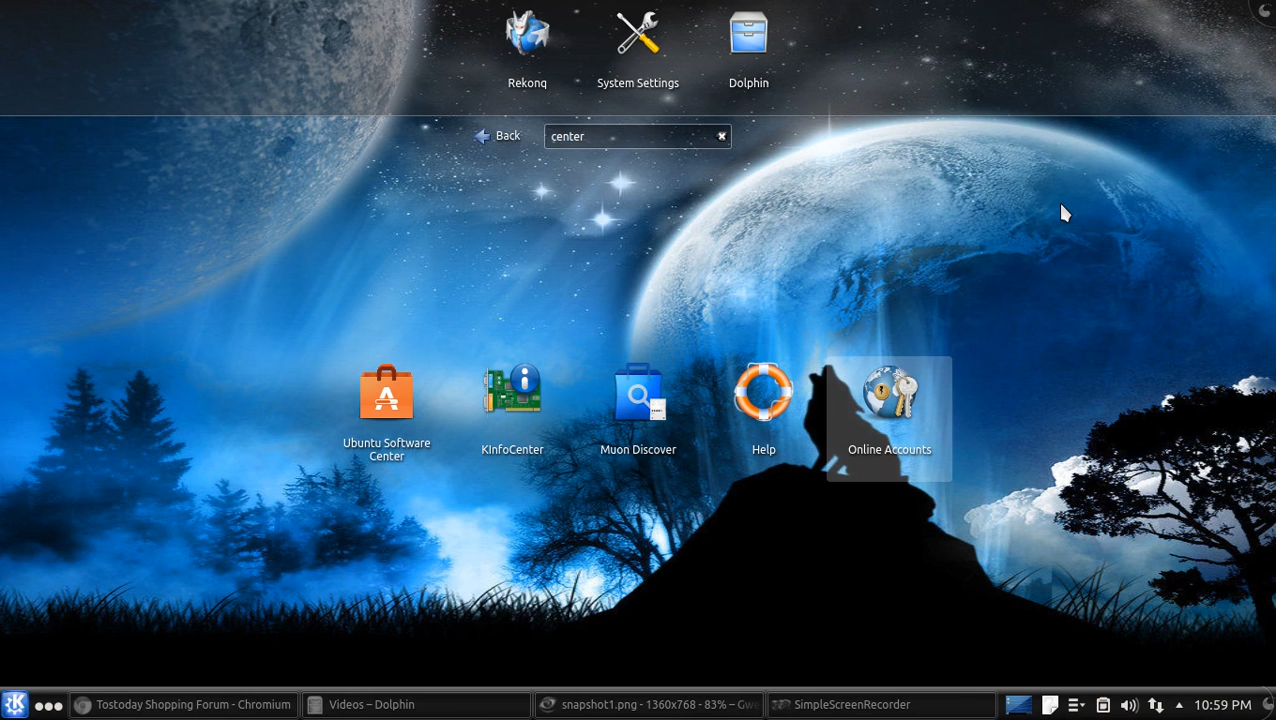 Rekonq
System Settings
Dolphin
Back
center
Ubuntu Software
Center
KInfoCenter
Muon Discover
Help
Online Accounts
Tostoday Shopping Forum - Chromium
Videos – Dolphin
snapshot1.png - 1360x768 - 83% – Gwe
SimpleScreenRecorder
10:59 PM